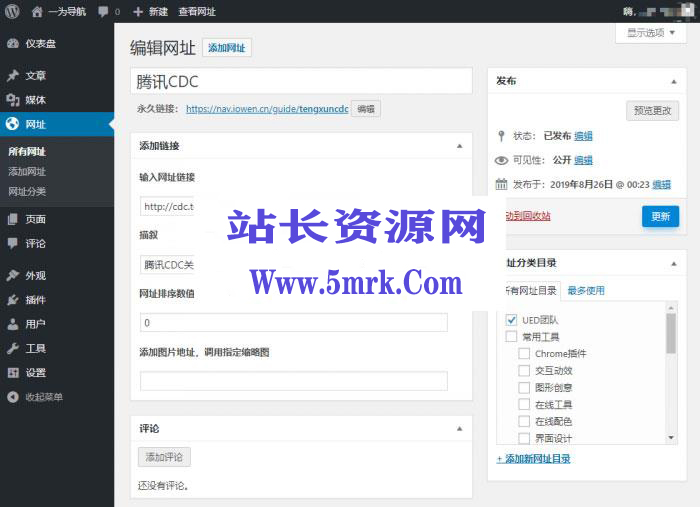 一为导航 0 新建 查看网址 嗨,
显示选项
仪表盘
文章
媒体
网址
所有网址
添加网址
网址分类
页面
评论
外观
插件
用户
工具
设置
收起菜单
编辑网址 添加网址
腾讯CDC
永久链接: https://nav.iowen.cn/guide/tengxuncdc 编辑
添加链接
输入网址链接
http://cdc.t
描叙
腾讯CDC关
网址排序数值
0
添加图片地址,调用指定缩略图
评论
添加评论
还没有评论。
发布
预览更改
状态: 已发布 编辑
可见性: 公开 编辑
发布于: 2019年8月26日 @ 00:23 编辑
动到回收站 更新
址分类目录
所有网址目录 最多使用
UED团队
常用工具
Chrome插件
交互动效
图形创意
在线工具
在线配色
界面设计
+ 添加新网址目录
站长资源网
Www.5mrk.Com